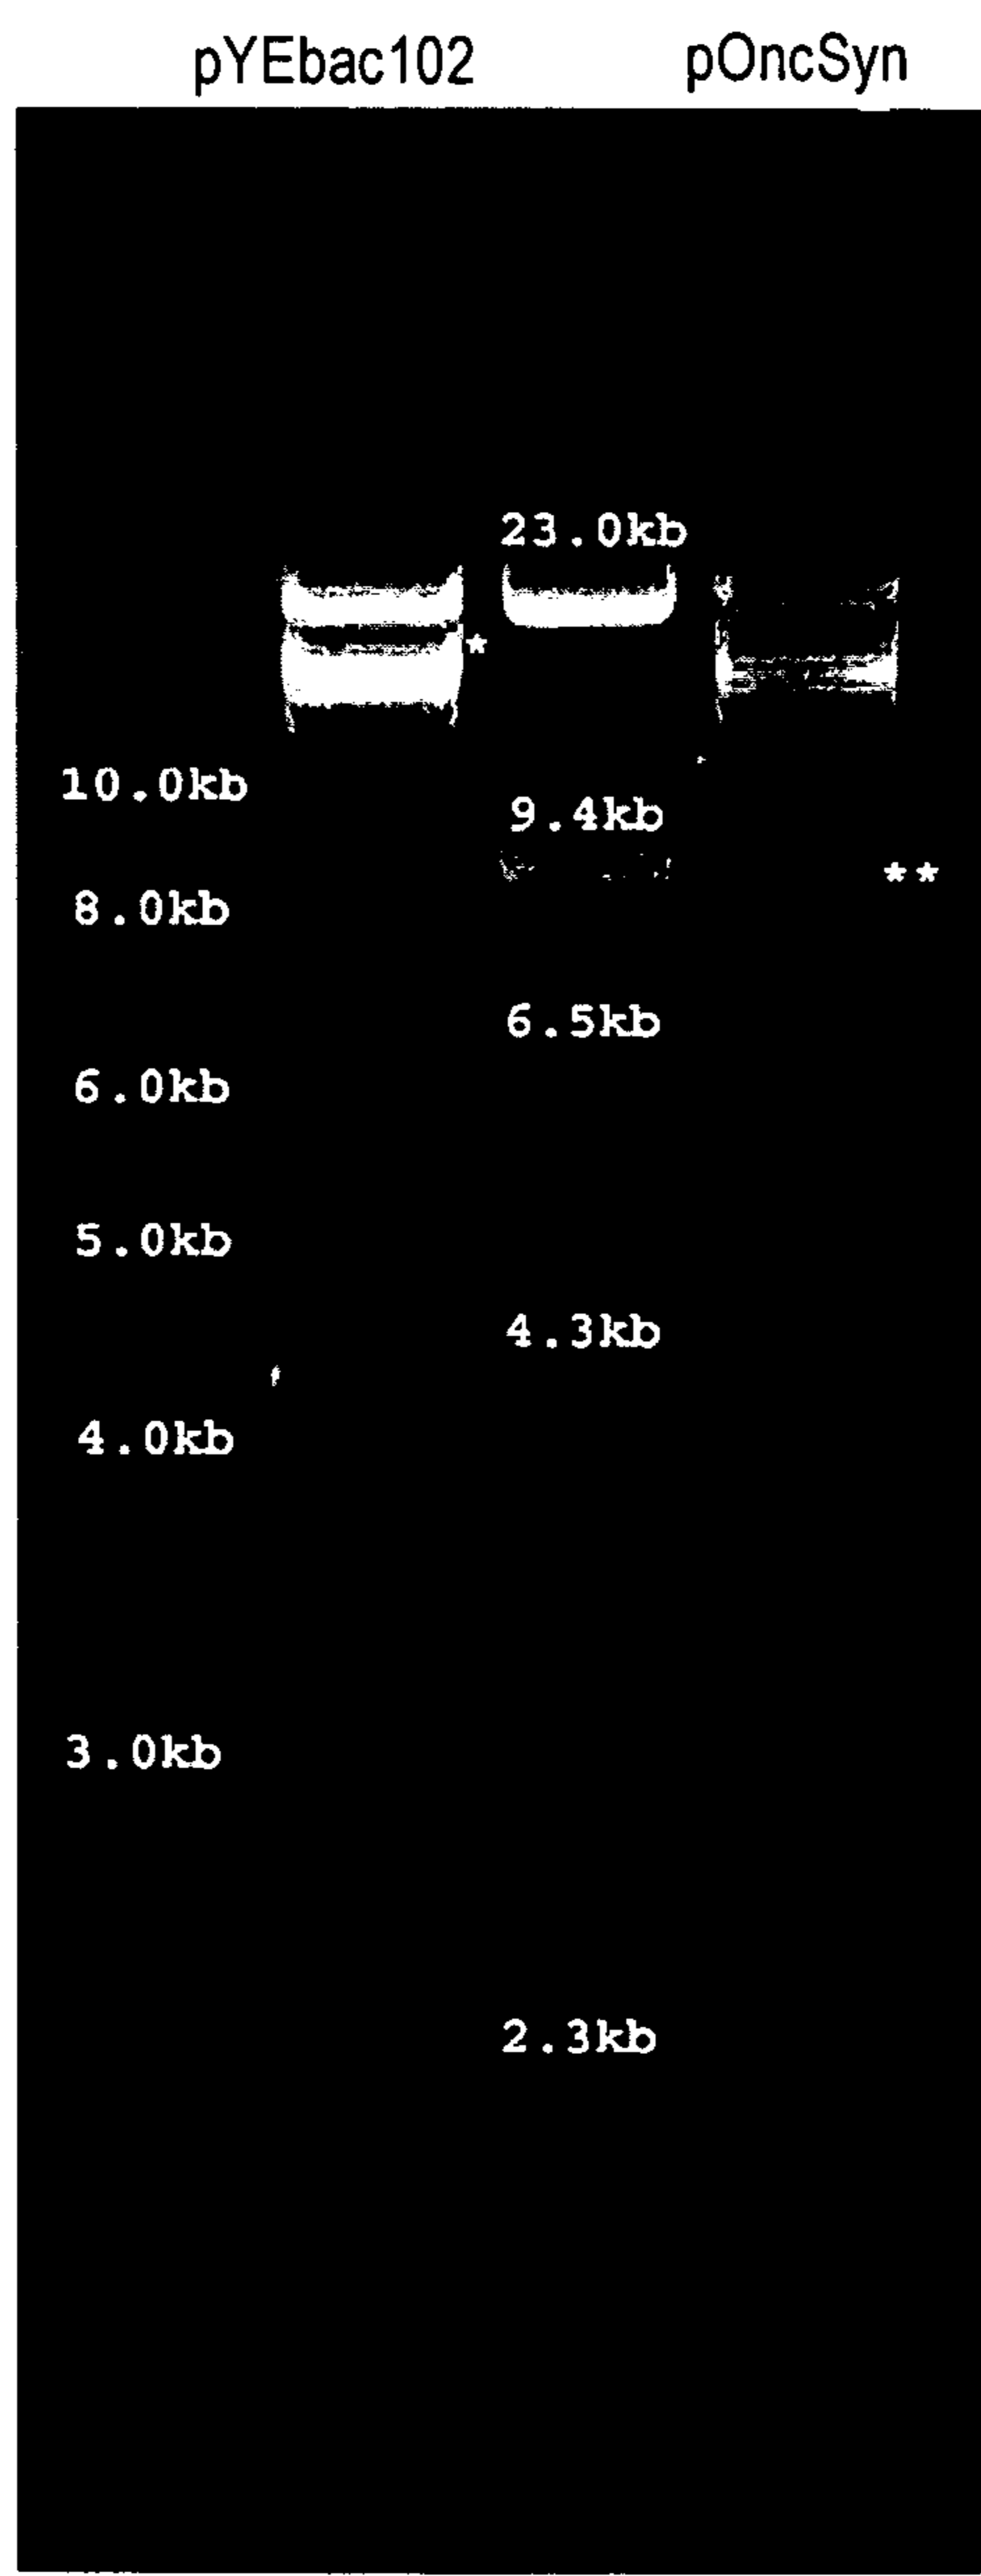 pYEbac102 pOncSyn
23.0kb
*
10.0kb
9.4kb
**
8.0kb
6.5kb
6.0kb
5.0kb
4.3kb
4.0kb
3.0kb
2.3kb